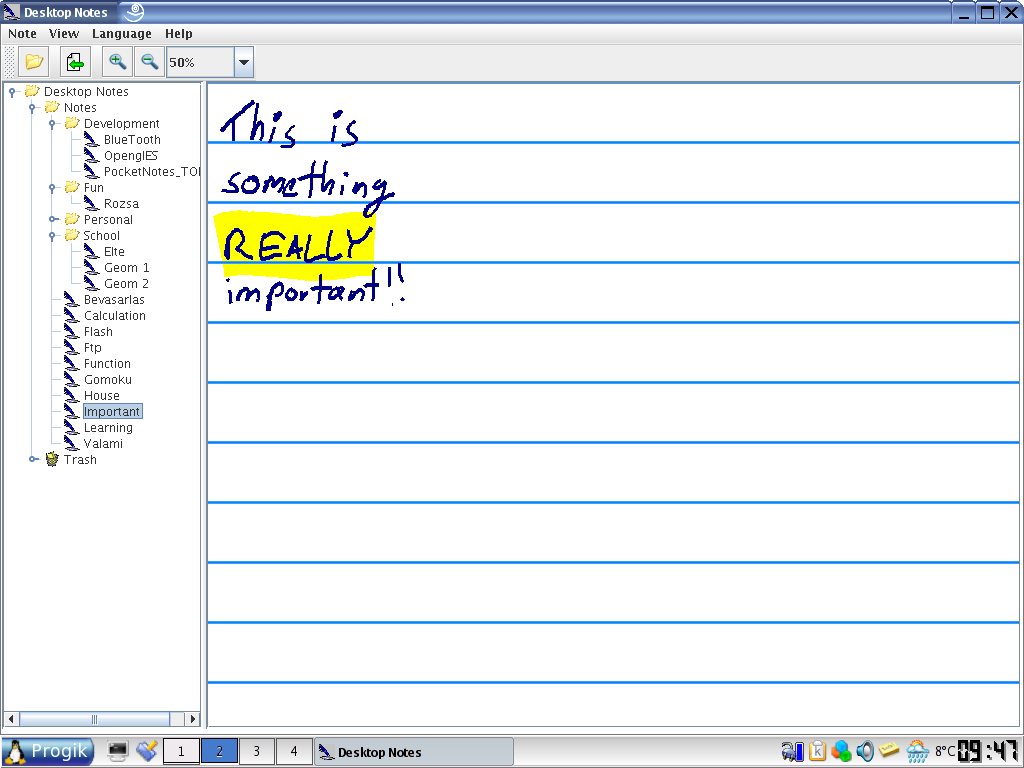 Desktop Notes
Note View Language Help
50%
Desktop Notes
Notes
Development
BlueTooth
OpenglES
PocketNotes_TO
Fun
Rozsa
Personal
School
Elte
Geom 1
Geom 2
Bevasarlas
Calculation
Flash
Ftp
Function
Gomoku
House
Important
Learning
Valami
Trash
This is
something
REALLY
important!!
Progik 1 2 3 4 Desktop Notes K 8°C 09:47